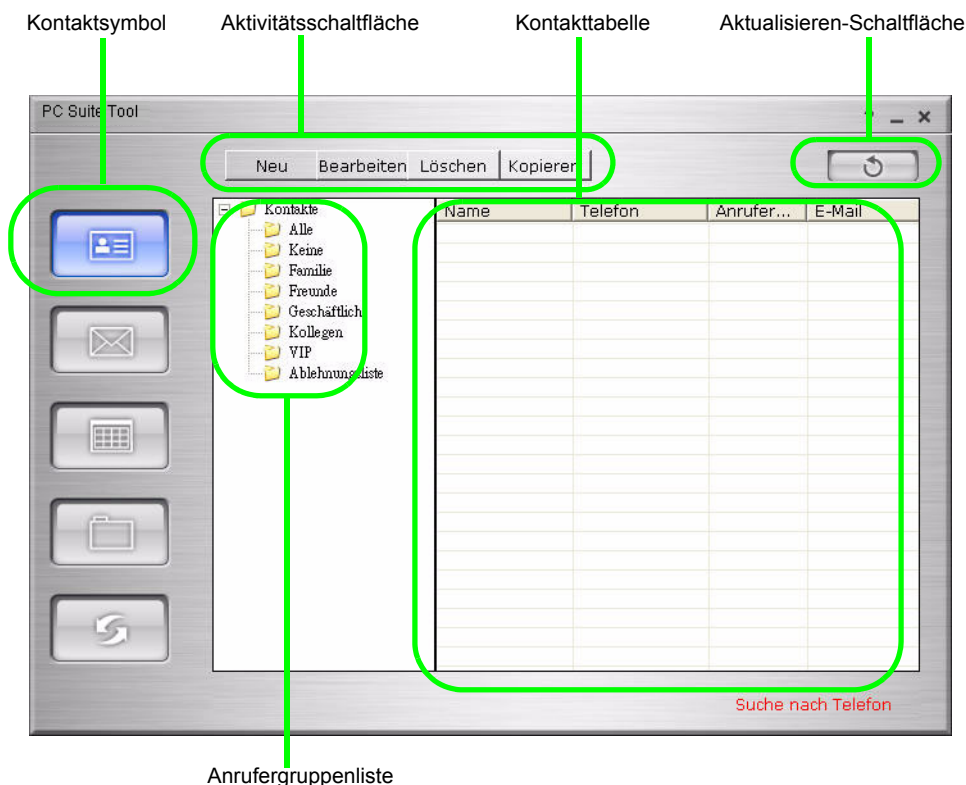 Kontaktsymbol Aktivitätsschaltfläche Kontakttabelle Aktualisieren-Schaltfläche
PC Suite Tool
Neu Bearbeiten Löschen Kopieren
Kontakte
Alle
Keine
Familie
Freunde
Geschäftlich
Kollegen
VIP
Ablehnungsliste
Name Telefon Anrufer... E-Mail
Suche nach Telefon
Anrufergruppenliste